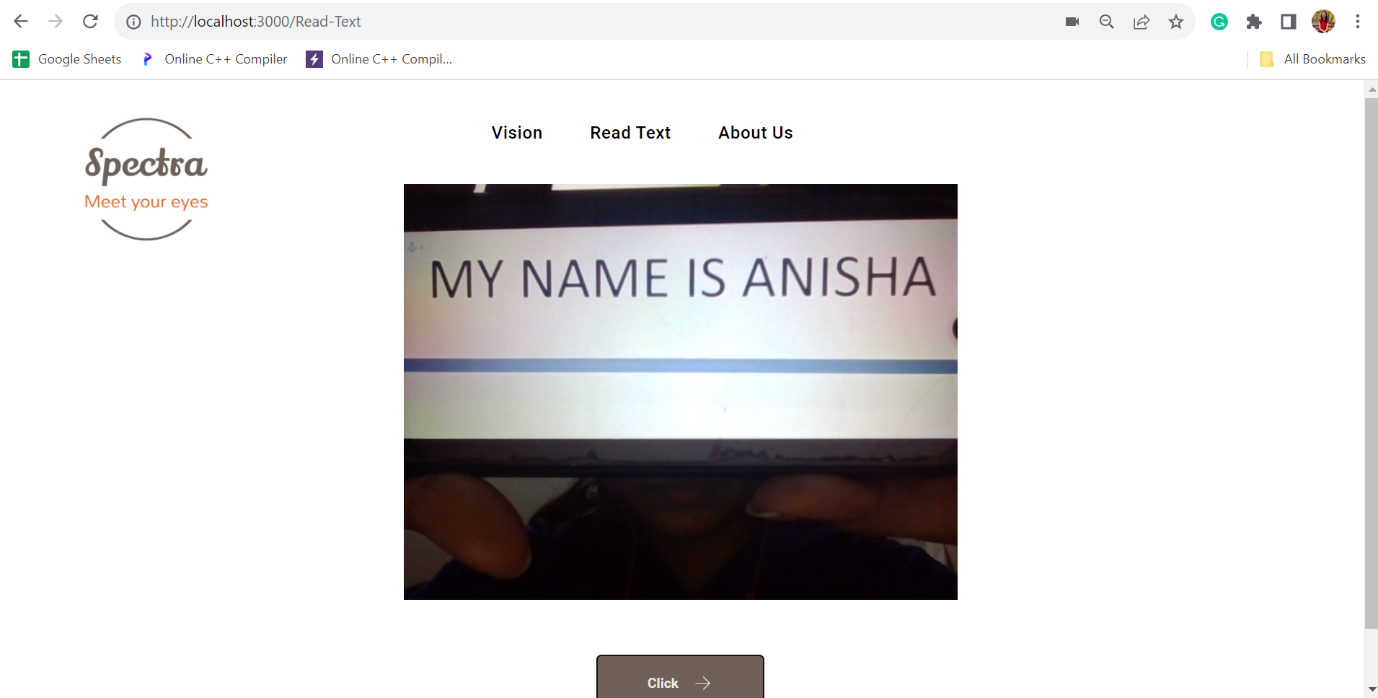 http://localhost:3000/Read-Text
Google Sheets
Online C++ Compiler
Online C++ Compil...
All Bookmarks
Spectra
Meet your eyes
Vision
Read Text
About Us
MY NAME IS ANISHA
Click